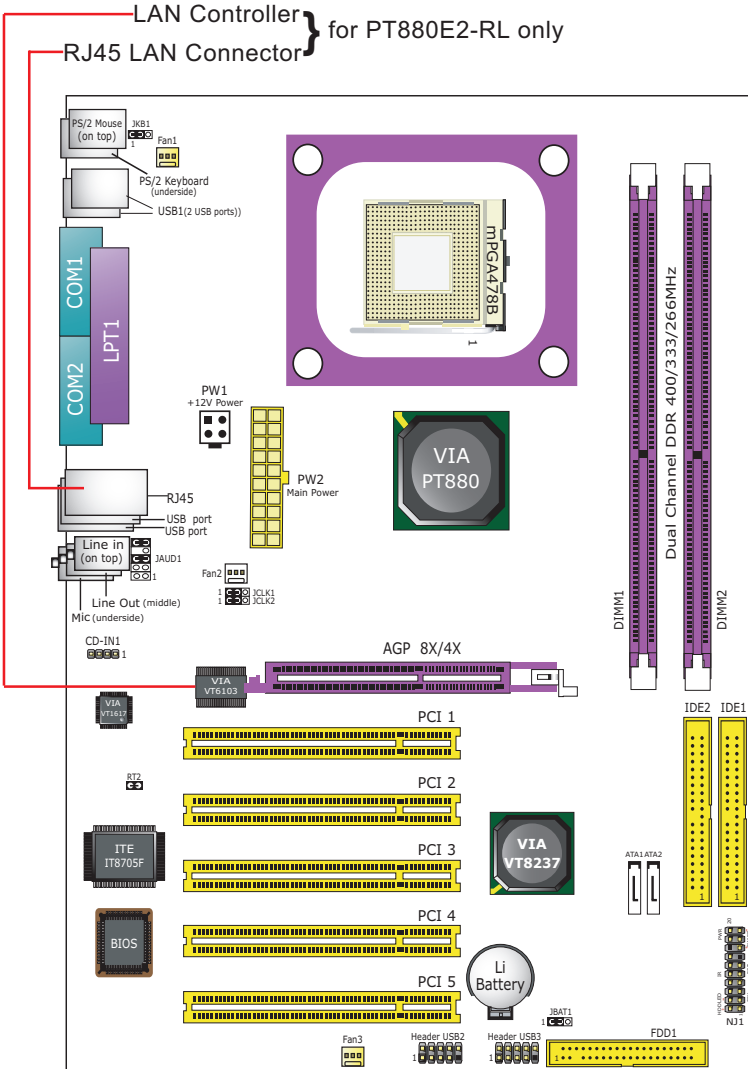 LAN Controller
RJ45 LAN Connector
} for PT880E2-RL only
PS/2 Mouse
(on top)
JKB1
1
Fan1
PS/2 Keyboard
(underside)
USB1(2 USB ports))
COM1
LPT1
COM2
mPGA478B
1
PW1
+12V Power
PW2
Main Power
VIA
PT880
Dual Channel DDR 400/333/266MHz
DIMM1
DIMM2
RJ45
USB port
USB port
Line in
(on top)
JAUD1
1
Line Out (middle)
Mic (underside)
Fan2
1 JCLK1
1 JCLK2
CD-IN1
1
AGP 8X/4X
VIA
VT6103
VIA
VT1617
PCI 1
IDE2 IDE1
RT2
PCI 2
ITE
IT8705F
PCI 3
VIA
VT8237
ATA1 ATA2
1 1
BIOS
PCI 4
Li
Battery
PCI 5
JBAT1
1
20
PWR
IR
HDDLED
NJ1
Fan3
Header USB2
1
Header USB3
1
FDD1
1